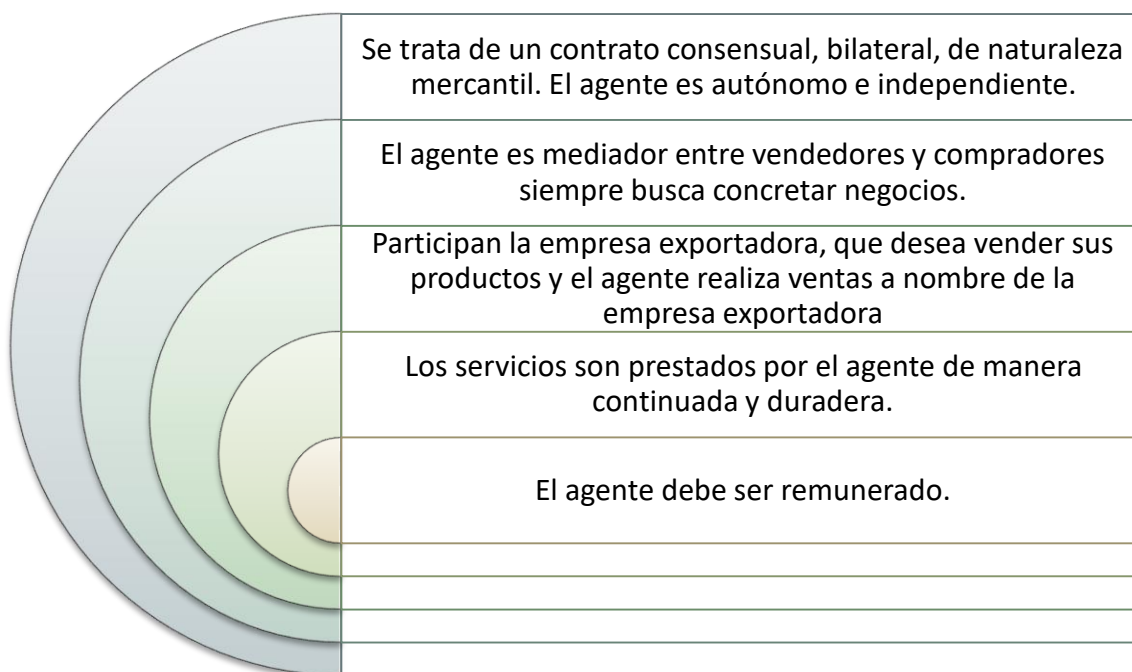 Se trata de un contrato consensual, bilateral, de naturaleza
mercantil. El agente es autónomo e independiente.
El agente es mediador entre vendedores y compradores
siempre busca concretar negocios.
Participan la empresa exportadora, que desea vender sus
productos y el agente realiza ventas a nombre de la
empresa exportadora
Los servicios son prestados por el agente de manera
continuada y duradera.
El agente debe ser remunerado.